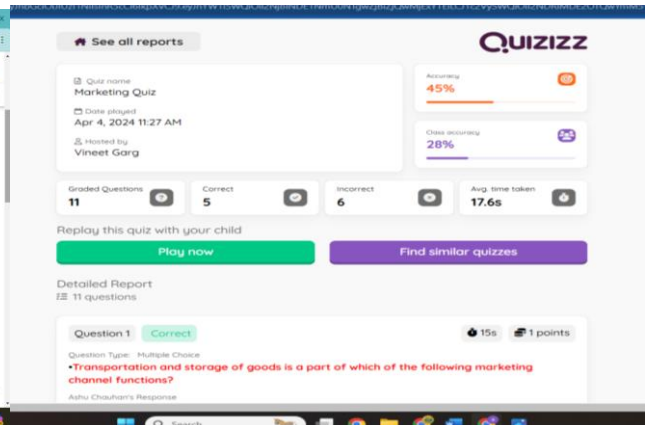 See all reports
QUIZIZZ
Quiz name
Marketing Quiz
Date played
Apr 4, 2024 11:27 AM
Hosted by
Vineet Garg
Accuracy
45%
Class accuracy
28%
Graded Questions
11
Correct
5
Incorrect
6
Avg. time taken
17.6s
Replay this quiz with your child
Play now
Find similar quizzes
Detailed Report
11 questions
Question 1
Correct
15s
1 points
Question Type: Multiple Choice
•Transportation and storage of goods is a part of which of the following marketing
channel functions?
Ashu Chauhan's Response
Search